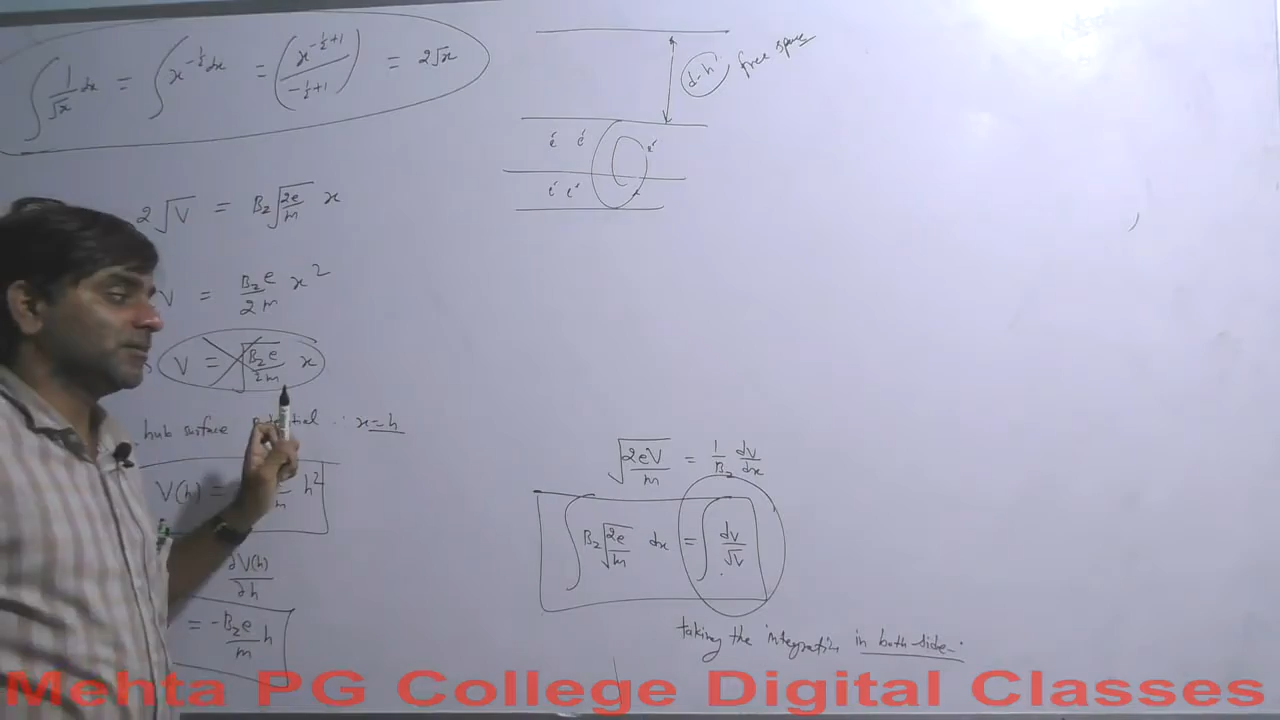 ∫ 1/√x dx = ∫ x^(-1/2) dx = (x^(-1/2+1) / (-1/2+1)) = 2√x
2√V = B_z √(2e/m) x
V = B_z e / 2m x²
V = √(B_z e / 2m) x
hub surface potential ∵ x = h
V(h) = h²
∂V(h) / ∂h
= -B_z e / m h
d-h free space
e e e
e e
√(2eV/m) = 1/B_z dV/dx
∫ B_z √(2e/m) dx = ∫ dV/√V
taking the integration in both side.
Mehta PG College Digital Classes